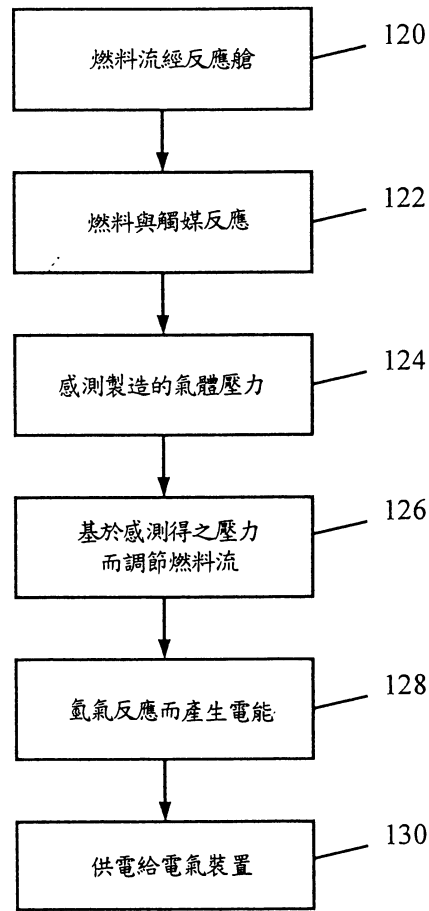 燃料流經反應艙
120
燃料與觸媒反應
122
感測製造的氣體壓力
124
基於感測得之壓力
而調節燃料流
126
氫氣反應而產生電能
128
供電給電氣裝置
130